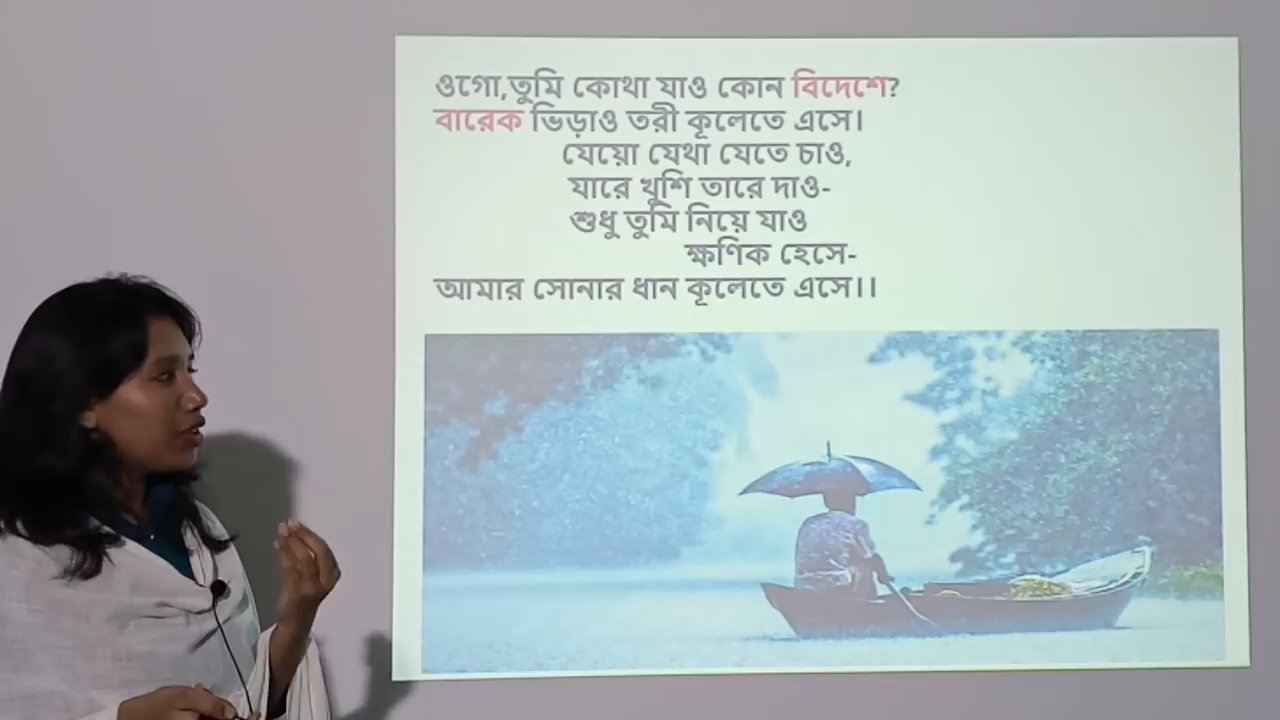 ওগো,তুমি কোথা যাও কোন বিদেশে?
বারেক ভিড়াও তরী কূলেতে এসে।
যেয়ো যেথা যেতে চাও,
যারে খুশি তারে দাও-
শুধু তুমি নিয়ে যাও
ক্ষণিক হেসে-
আমার সোনার ধান কূলেতে এসে।।